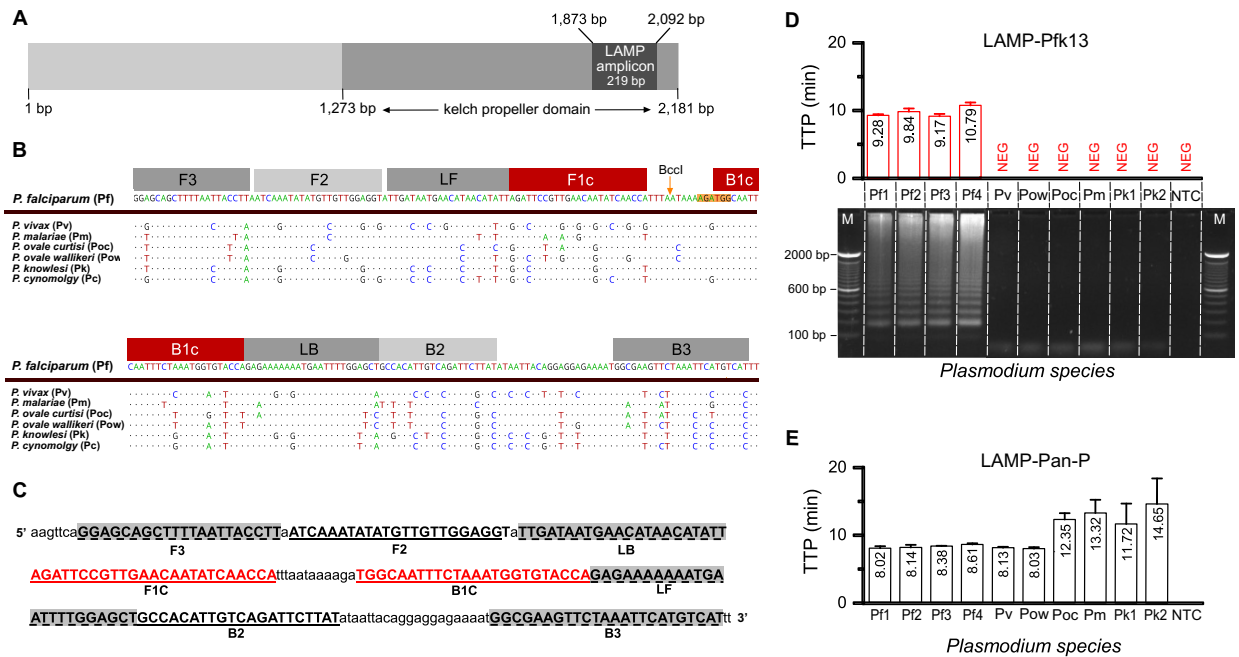 A
1,873 bp
2,092 bp
LAMP
amplicon
219 bp
1 bp
1,273 bp
kelch propeller domain
2,181 bp
B
F3
F2
LF
F1c
BccI
B1c
P. falciparum (Pf)
GGAGCAGCTTTTAATTACCTTAATCAAATATATGTTGTTGGAGGTATTGATAATGAACATAACATATTAGATTCCGTTGAACAATATCAACCATTTAATAAAAGATGGCAATT
P. vivax (Pv)
P. malariae (Pm)
P. ovale curtisi (Poc)
P. ovale wallikeri (Pow
P. knowlesi (Pk)
P. cynomolgy (Pc)
B1c
LB
B2
B3
P. falciparum (Pf)
CAATTTCTAAATGGTGTACCAGAGAAAAAAATGAATTTTGGAGCTGCCACATTGTCAGATTCTTATATAATTACAGGAGGAGAAAATGGCGAAGTTCTAAATTCATGTCATTT
P. vivax (Pv)
P. malariae (Pm)
P. ovale curtisi (Poc)
P. ovale wallikeri (Pow)
P. knowlesi (Pk)
P. cynomolgy (Pc)
C
5' aagttcaGGAGCAGCTTTTAATTACCTTaATCAAATATATGTTGTTGGAGGTaTTGATAATGAACATAACATATT
F3 F2 LB
AGATTCCGTTGAACAATATCAACCAtttaataaaagaTGGCAATTTCTAAATGGTGTACCAGAGAAAAAAATGA
F1C B1C LF
ATTTTGGAGCTGCCACATTGTCAGATTCTTATataattacaggaggagaaaatGGCGAAGTTCTAAATTCATGTCATtt 3'
B2 B3
D
LAMP-Pfk13
TTP (min)
20
10
0
9.28
9.84
9.17
10.79
NEG NEG NEG NEG NEG NEG NEG
Pf1 Pf2 Pf3 Pf4 Pv Pow Poc Pm Pk1 Pk2 NTC
M
M
2000 bp
600 bp
100 bp
Plasmodium species
E
LAMP-Pan-P
TTP (min)
20
10
0
8.02
8.14
8.38
8.61
8.13
8.03
12.35
13.32
11.72
14.65
Pf1 Pf2 Pf3 Pf4 Pv Pow Poc Pm Pk1 Pk2 NTC
Plasmodium species